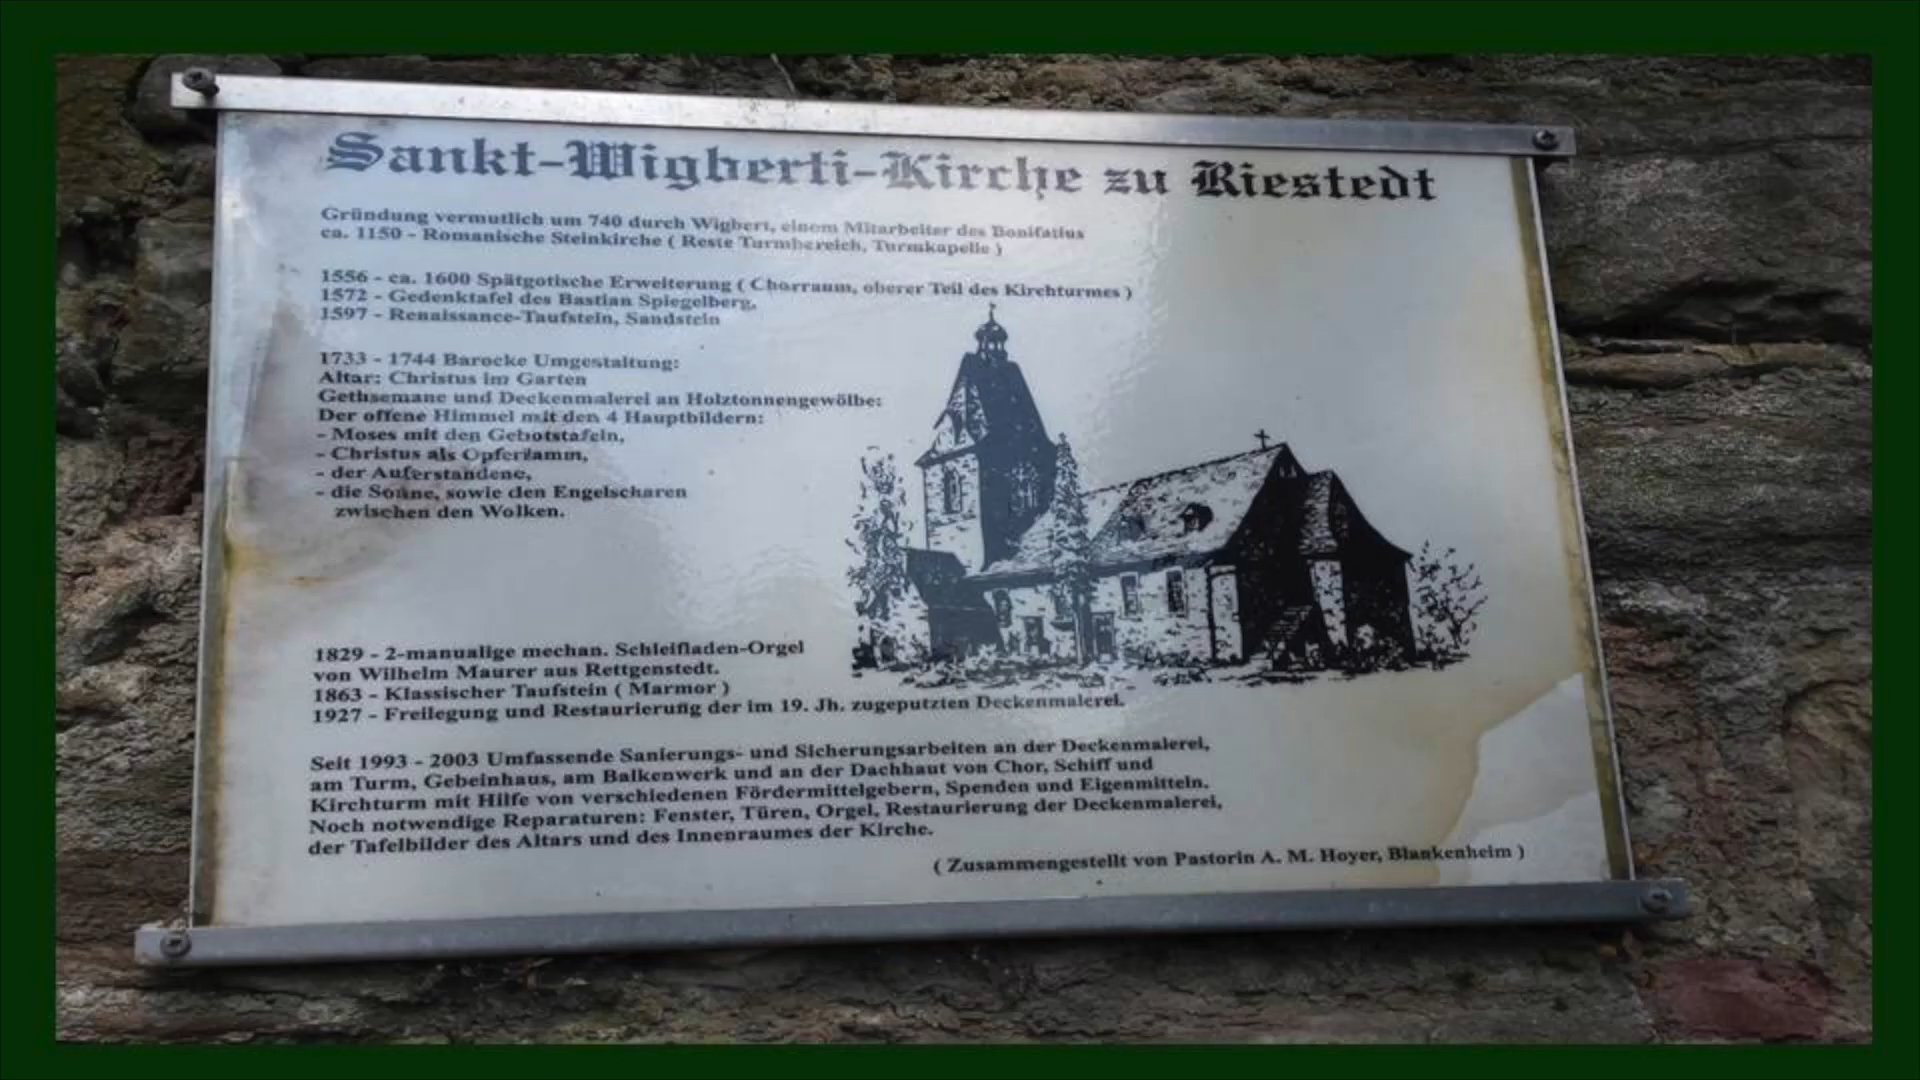 Sankt-Wigberti-Kirche zu Riestedt
Gründung vermutlich um 740 durch Wigbert, einem Mitarbeiter des Bonifatius
ca. 1150 - Romanische Steinkirche ( Reste Turmbereich, Turmkapelle )
1556 - ca. 1600 Spätgotische Erweiterung ( Chorraum, oberer Teil des Kirchturmes )
1572 - Gedenktafel des Bastian Spiegelberg,
1597 - Renaissance-Taufstein, Sandstein
1733 - 1744 Barocke Umgestaltung:
Altar: Christus im Garten
Gethsemane und Deckenmalerei an Holztonnengewölbe:
Der offene Himmel mit den 4 Hauptbildern:
- Moses mit den Gebotstafeln,
- Christus als Opferlamm,
- der Auferstandene,
- die Sonne, sowie den Engelscharen
zwischen den Wolken.
1829 - 2-manualige mechan. Schleifladen-Orgel
von Wilhelm Maurer aus Rettgenstedt.
1863 - Klassischer Taufstein ( Marmor )
1927 - Freilegung und Restaurierung der im 19. Jh. zugeputzten Deckenmalerei.
Seit 1993 - 2003 Umfassende Sanierungs- und Sicherungsarbeiten an der Deckenmalerei,
am Turm, Gebeinhaus, am Balkenwerk und an der Dachhaut von Chor, Schiff und
Kirchturm mit Hilfe von verschiedenen Fördermittelgebern, Spenden und Eigenmitteln.
Noch notwendige Reparaturen: Fenster, Türen, Orgel, Restaurierung der Deckenmalerei,
der Tafelbilder des Altars und des Innenraumes der Kirche.
( Zusammengestellt von Pastorin A. M. Hoyer, Blankenheim )